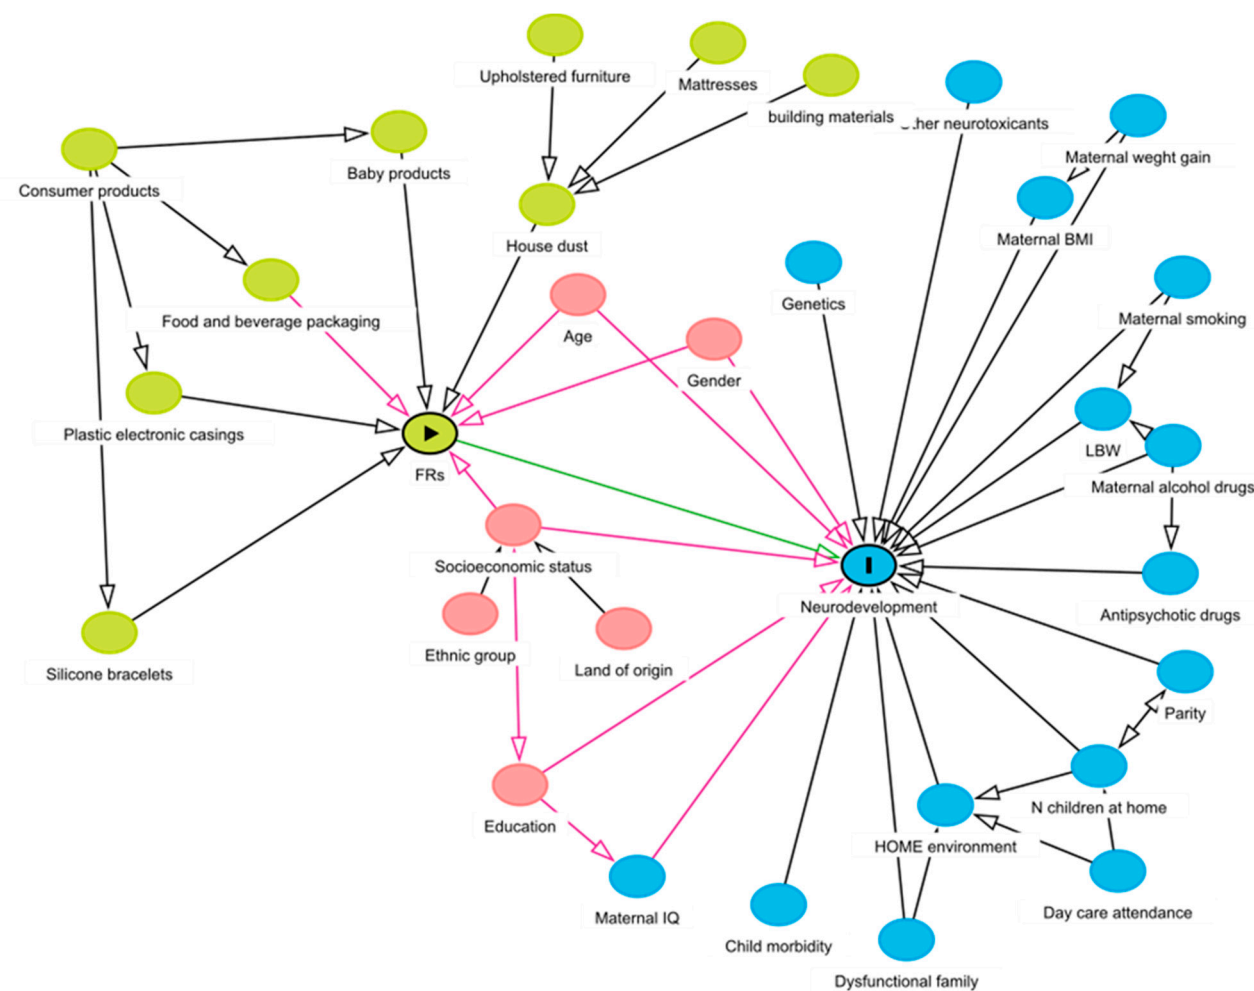 Upholstered furniture
Mattresses
building materials
ther neurotoxicants
Maternal weght gain
Baby products
Consumer products
House dust
Maternal BMI
Genetics
Food and beverage packaging
Age
Maternal smoking
Gender
Plastic electronic casings
LBW
FRs
Maternal alcohol drugs
Socioeconomic status
Neurodevelopment
Antipsychotic drugs
Ethnic group
Land of origin
Silicone bracelets
Parity
N children at home
Education
HOME environment
Maternal IQ
Day care attendance
Child morbidity
Dysfunctional family